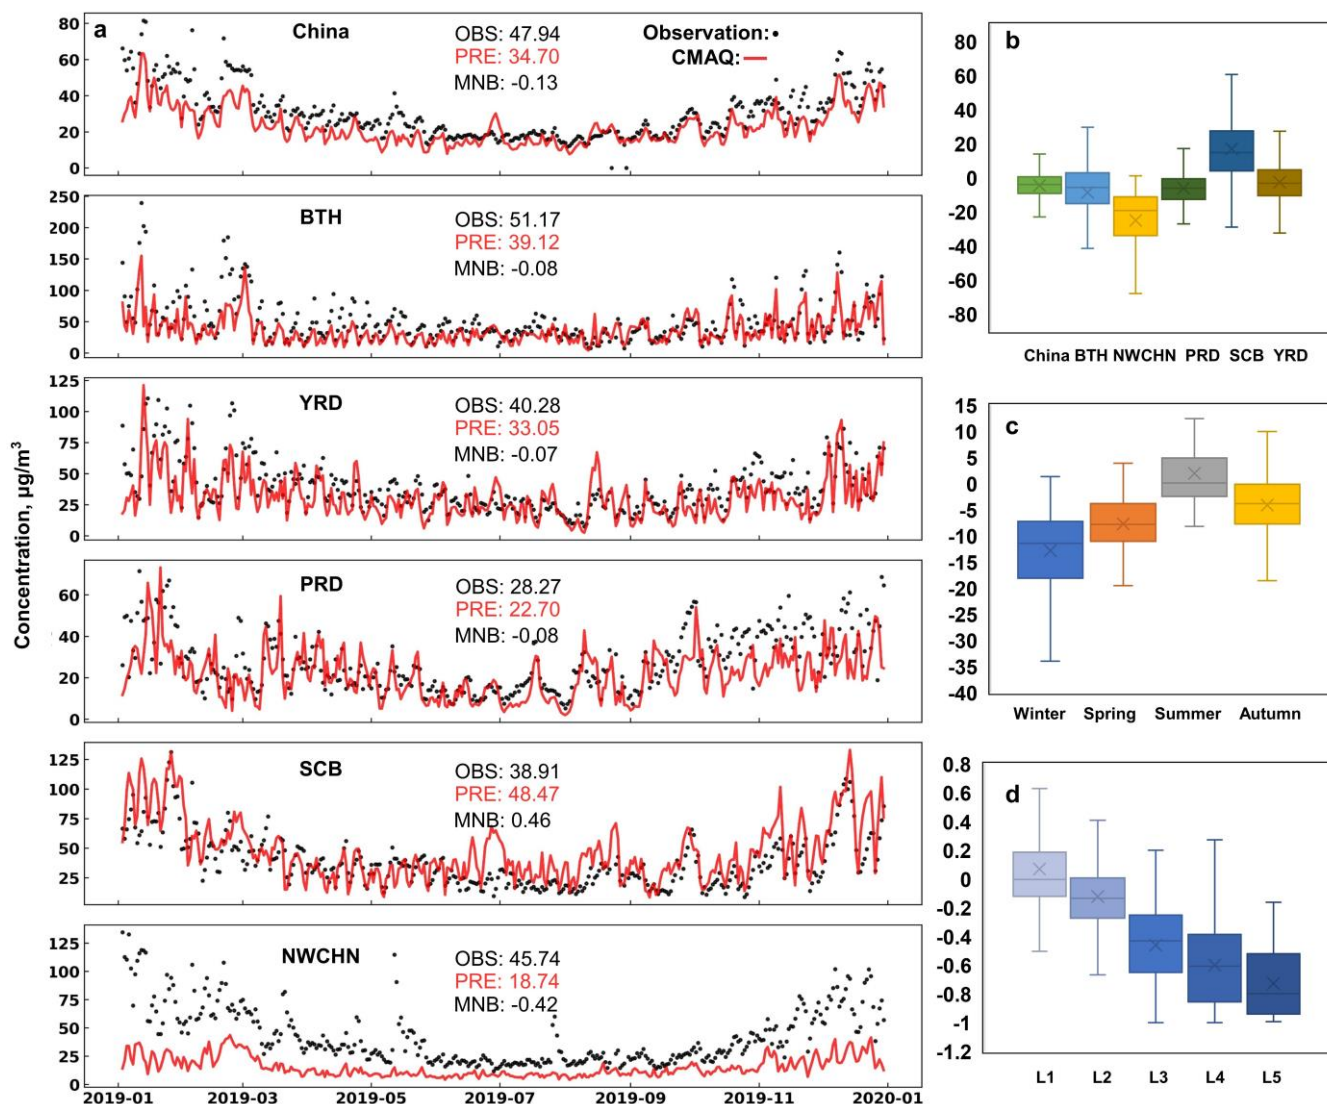 Concentration, µg/m³
a
China
OBS: 47.94
PRE: 34.70
MNB: -0.13
Observation:
CMAQ:
80
60
40
20
0
BTH
OBS: 51.17
PRE: 39.12
MNB: -0.08
250
200
150
100
50
0
YRD
OBS: 40.28
PRE: 33.05
MNB: -0.07
125
100
75
50
25
0
PRD
OBS: 28.27
PRE: 22.70
MNB: -0.08
60
40
20
0
SCB
OBS: 38.91
PRE: 48.47
MNB: 0.46
125
100
75
50
25
NWCHN
OBS: 45.74
PRE: 18.74
MNB: -0.42
125
100
75
50
25
0
2019-01 2019-03 2019-05 2019-07 2019-09 2019-11 2020-01
b
80
60
40
20
0
-20
-40
-60
-80
China BTH NWCHN PRD SCB YRD
c
15
10
5
0
-5
-10
-15
-20
-25
-30
-35
-40
Winter Spring Summer Autumn
d
0.8
0.6
0.4
0.2
0
-0.2
-0.4
-0.6
-0.8
-1
-1.2
L1 L2 L3 L4 L5